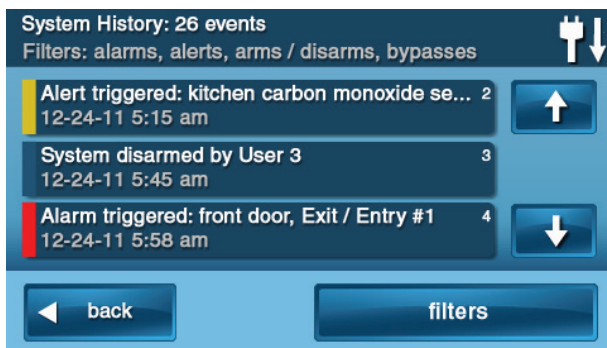 System History: 26 events
Filters: alarms, alerts, arms / disarms, bypasses
Alert triggered: kitchen carbon monoxide se... 2
12-24-11 5:15 am
System disarmed by User 3 3
12-24-11 5:45 am
Alarm triggered: front door, Exit / Entry #1 4
12-24-11 5:58 am
back
filters